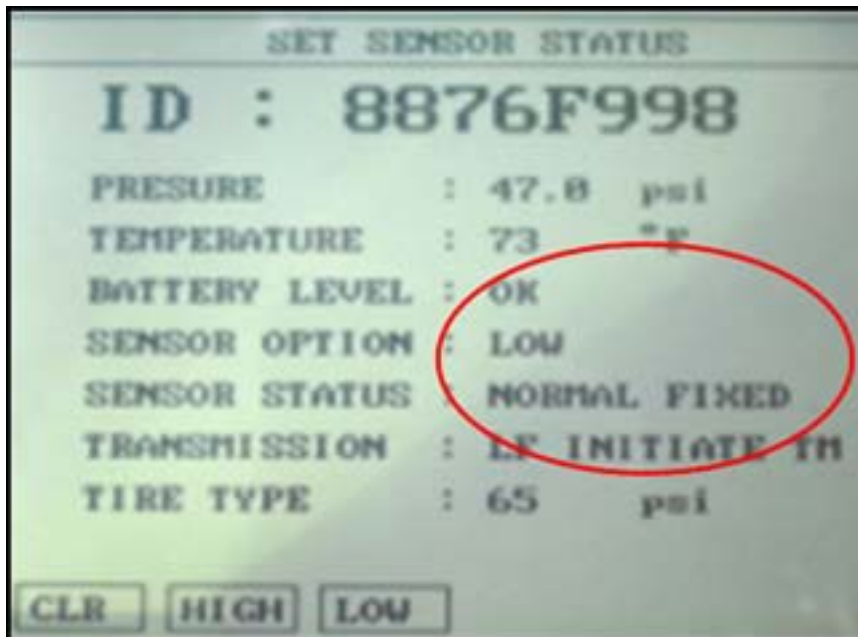 SET SENSOR STATUS
ID : 8876F998
PRESURE : 47.0 psi
TEMPERATURE : 73 °F
BATTERY LEVEL : OK
SENSOR OPTION : LOW
SENSOR STATUS : NORMAL FIXED
TRANSMISSION : LF INITIATE TM
TIRE TYPE : 65 psi
CLR HIGH LOW